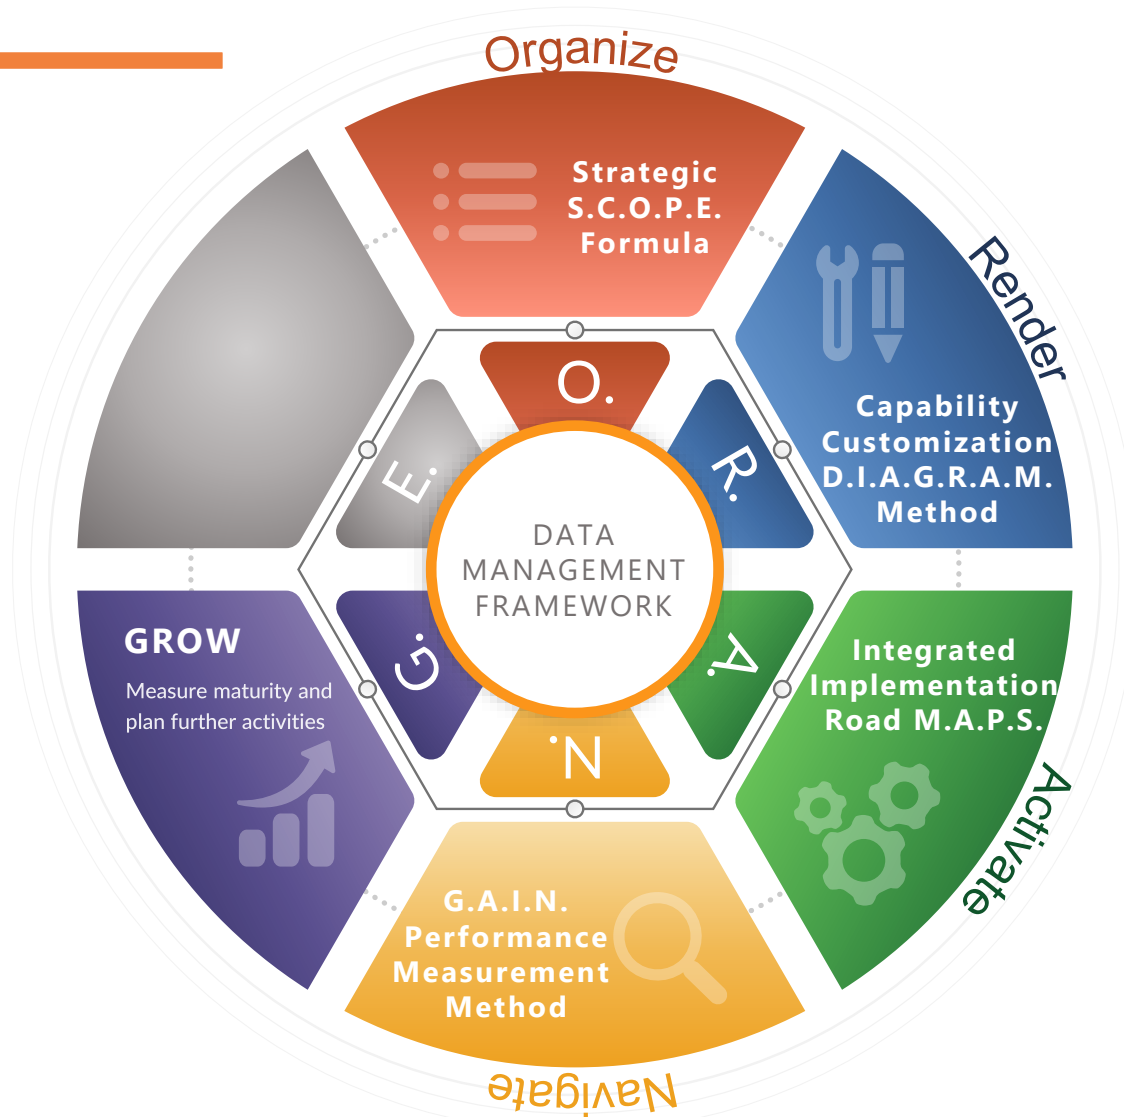 Organize
Strategic
S.C.O.P.E.
Formula
Render
Capability
Customization
D.I.A.G.R.A.M.
Method
Integrated
Implementation
Road M.A.P.S.
Activate
G.A.I.N.
Performance
Measurement
Method
Navigate
GROW
Measure maturity and
plan further activities
O.
R.
A.
N.
G.
E.
DATA
MANAGEMENT
FRAMEWORK